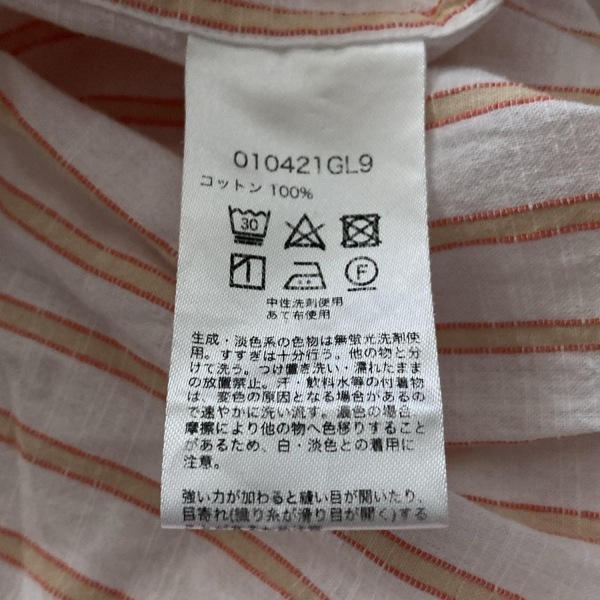 010421GL9
コットン 100%
30
F
中性洗剤使用
あて布使用
生成・淡色系の色物は無蛍光洗剤使
用。すすぎは十分行う。他の物と分
けて洗う。つけ置き洗い・濡れたまま
の放置禁止。汗・飲料水等の付着物
は、変色の原因となる場合があるの
で速やかに洗い流す。濃色の場合、
摩擦により他の物へ色移りすること
があるため、白・淡色との着用に
注意。
強い力が加わると縫い目が開いたり、
目寄れ(織り糸が滑り目が開く)する